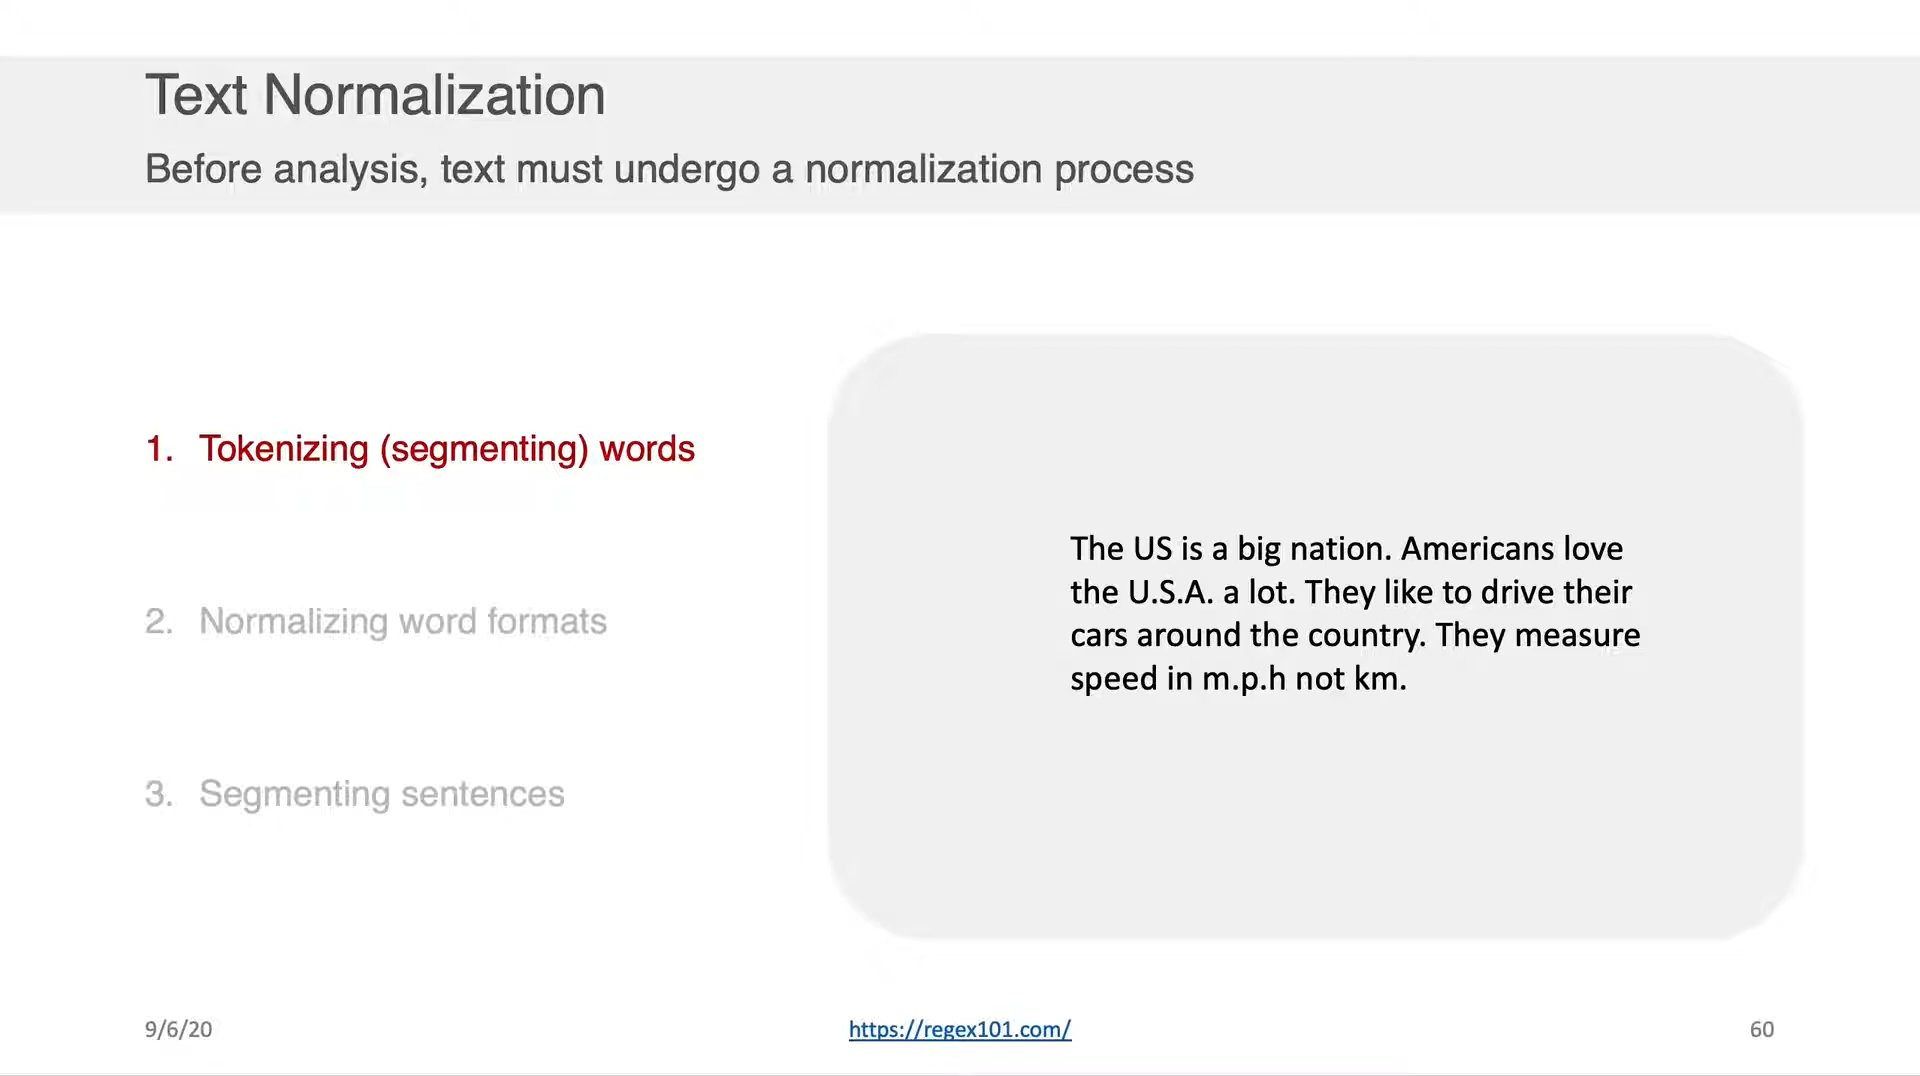 Text Normalization
Before analysis, text must undergo a normalization process
1. Tokenizing (segmenting) words
2. Normalizing word formats
3. Segmenting sentences
The US is a big nation. Americans love
the U.S.A. a lot. They like to drive their
cars around the country. They measure
speed in m.p.h not km.
9/6/20
https://regex101.com/
60